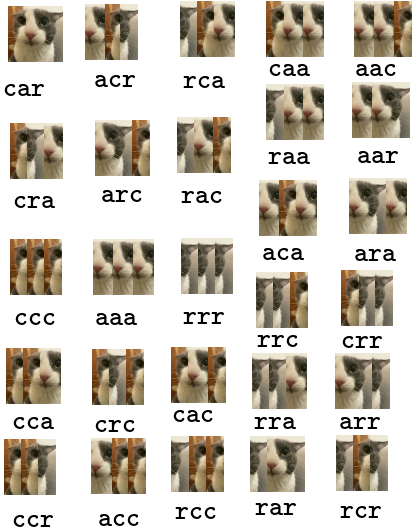 car acr rca caa aac
raa aar
cra arc rac
aca ara
ccc aaa rrr
rrc crr
cca crc cac rra arr
ccr acc rcc rar rcr